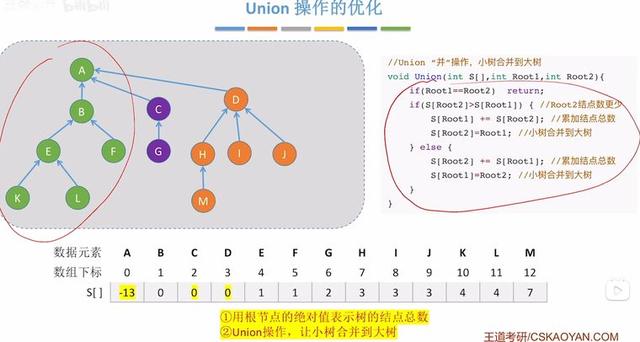 bilibili
Union 操作的优化
A
B
C
D
E
F
G
H
I
J
K
L
M
//Union “并”操作，小树合并到大树
void Union(int S[],int Root1,int Root2){
if(Root1==Root2) return;
if(S[Root2]>S[Root1]) { //Root2结点数更少
S[Root1] += S[Root2]; //累加结点总数
S[Root2]=Root1; //小树合并到大树
} else {
S[Root2] += S[Root1]; //累加结点总数
S[Root1]=Root2; //小树合并到大树
}
}
数据元素 A B C D E F G H I J K L M
数组下标 0 1 2 3 4 5 6 7 8 9 10 11 12
S[ ] -13 0 0 0 1 1 2 3 3 3 4 4 7
①用根节点的绝对值表示树的结点总数
②Union操作，让小树合并到大树
王道考研/CSKAOYAN.COM